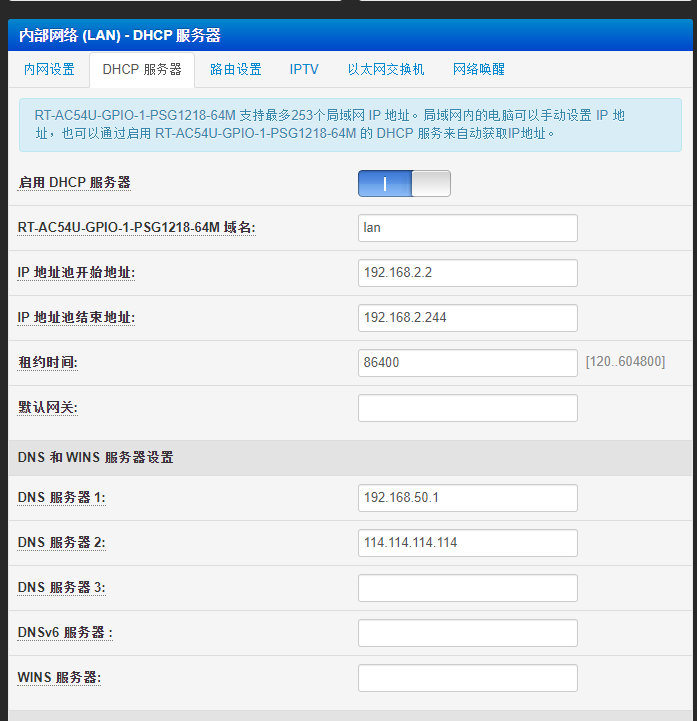 内部网络 (LAN) - DHCP 服务器
内网设置 DHCP 服务器 路由设置 IPTV 以太网交换机 网络唤醒
RT-AC54U-GPIO-1-PSG1218-64M 支持最多253个局域网 IP 地址。局域网内的电脑可以手动设置 IP 地
址，也可以通过启用 RT-AC54U-GPIO-1-PSG1218-64M 的 DHCP 服务来自动获取IP地址。
启用 DHCP 服务器
RT-AC54U-GPIO-1-PSG1218-64M 域名: lan
IP 地址池开始地址: 192.168.2.2
IP 地址池结束地址: 192.168.2.244
租约时间: 86400 [120..604800]
默认网关:
DNS 和 WINS 服务器设置
DNS 服务器 1: 192.168.50.1
DNS 服务器 2: 114.114.114.114
DNS 服务器 3:
DNSv6 服务器 :
WINS 服务器: